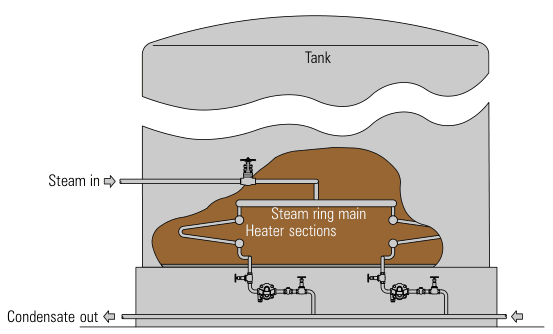 Tank
Steam in
Steam ring main
Heater sections
Condensate out